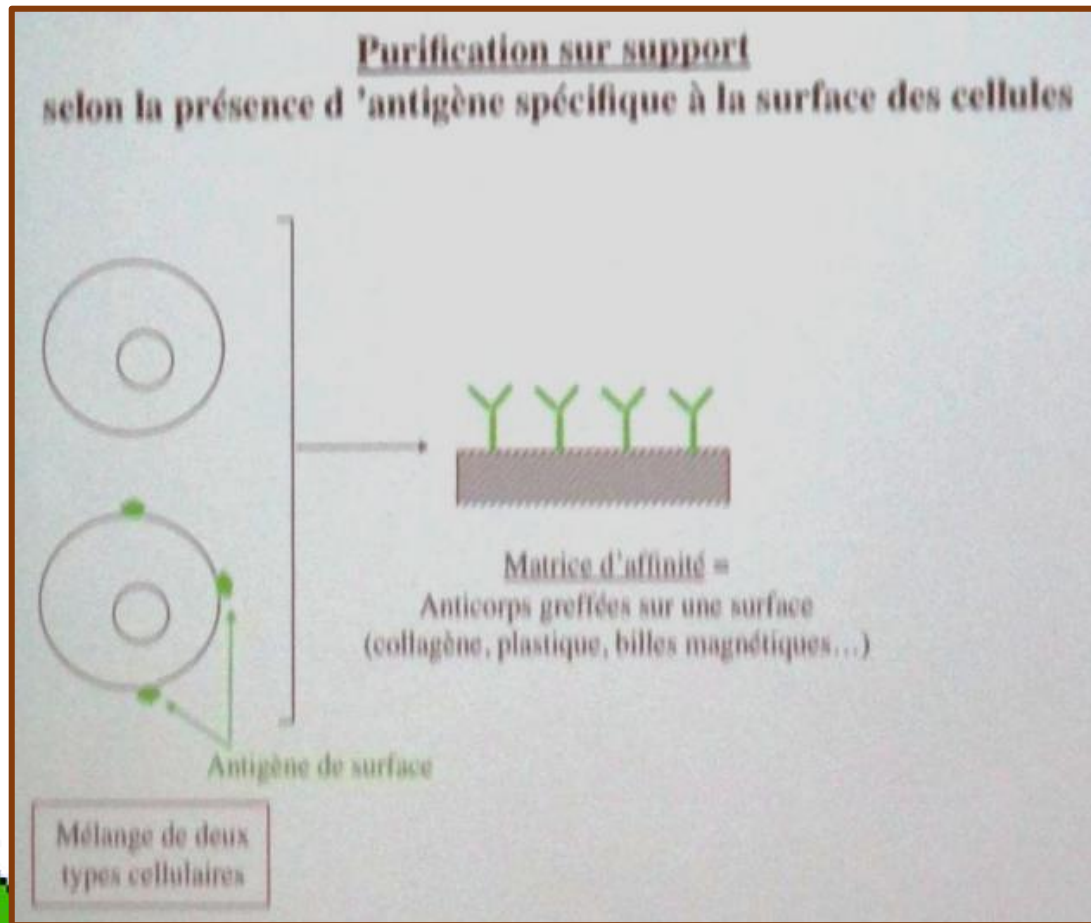 Purification sur support
selon la présence d 'antigène spécifique à la surface des cellules
Matrice d'affinité =
Anticorps greffées sur une surface
(collagène, plastique, billes magnétiques…)
Antigène de surface
Mélange de deux
types cellulaires